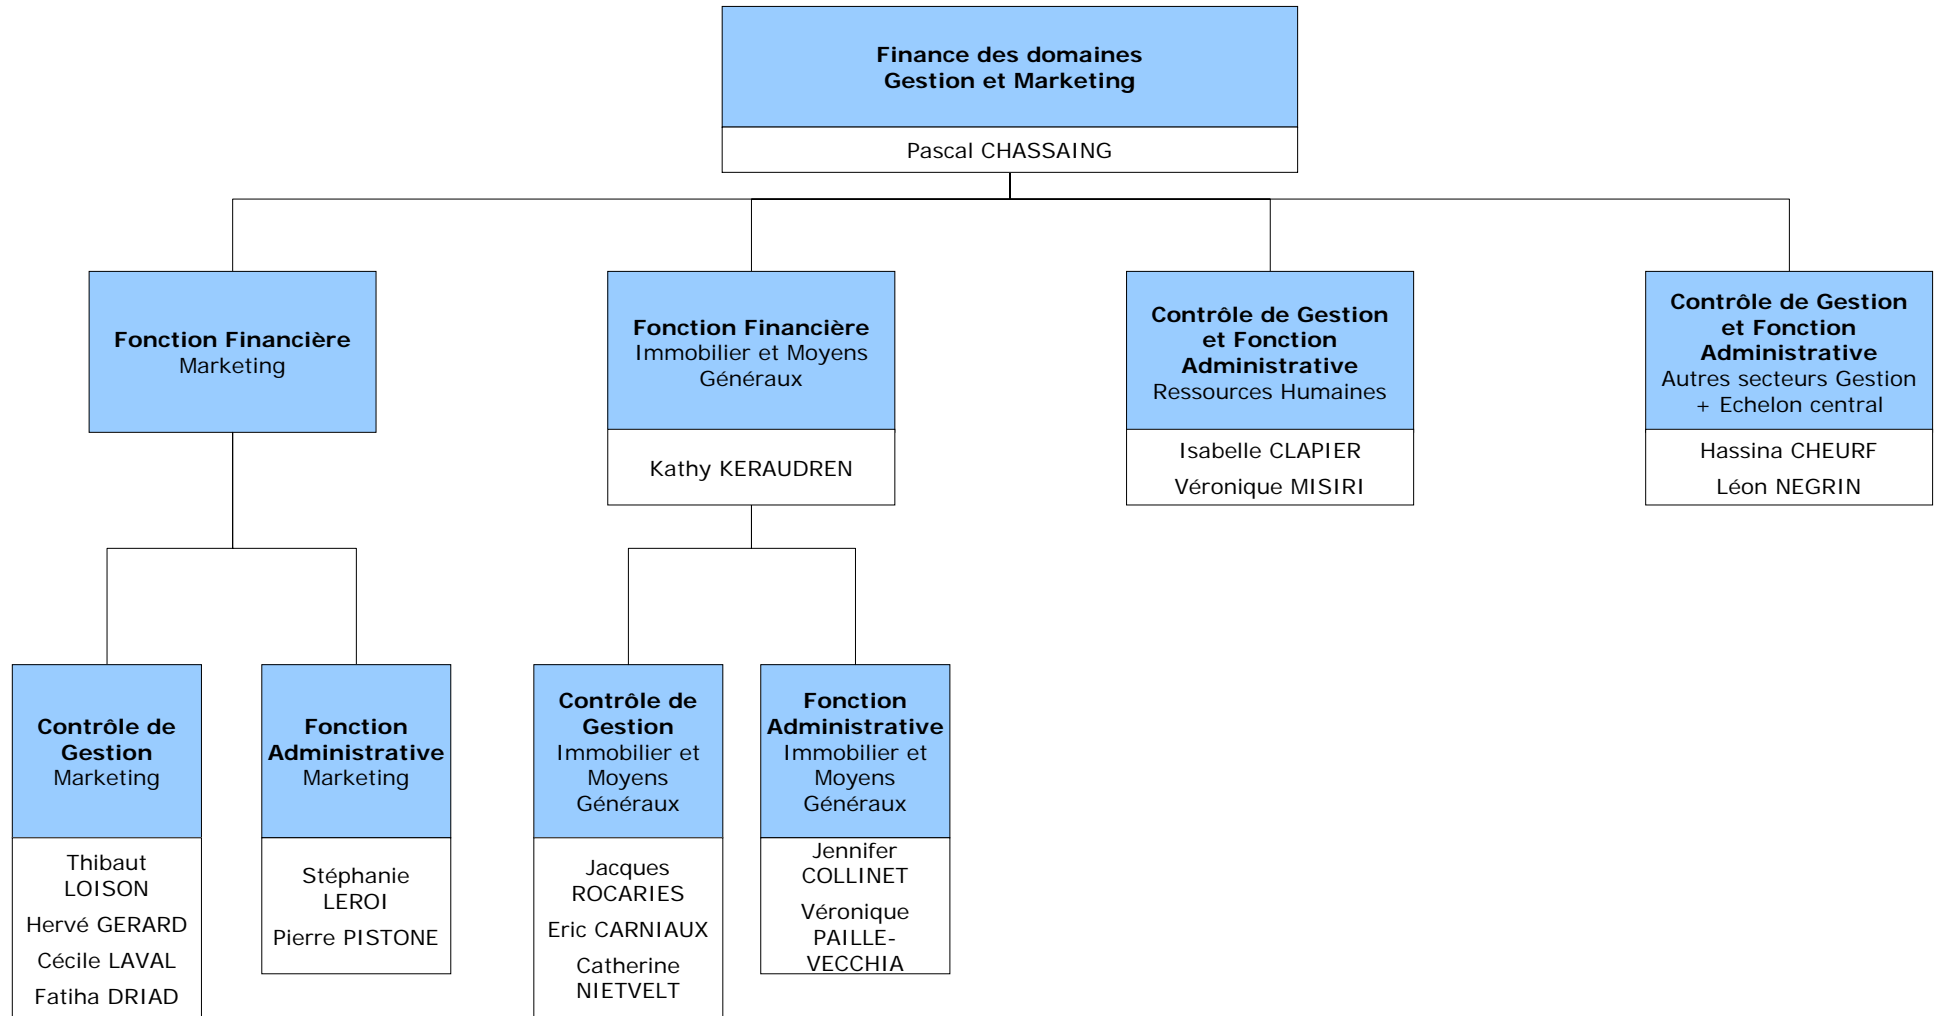 Finance des domaines
Gestion et Marketing
Pascal CHASSAING
Fonction Financière
Marketing
Fonction Financière
Immobilier et Moyens
Généraux
Kathy KERAUDREN
Contrôle de Gestion
et Fonction
Administrative
Ressources Humaines
Isabelle CLAPIER
Véronique MISIRI
Contrôle de Gestion
et Fonction
Administrative
Autres secteurs Gestion
+ Echelon central
Hassina CHEURF
Léon NEGRIN
Contrôle de
Gestion
Marketing
Thibaut
LOISON
Hervé GERARD
Cécile LAVAL
Fatiha DRIAD
Fonction
Administrative
Marketing
Stéphanie
LEROI
Pierre PISTONE
Contrôle de
Gestion
Immobilier et
Moyens
Généraux
Jacques
ROCARIES
Eric CARNIAUX
Catherine
NIETVELT
Fonction
Administrative
Immobilier et
Moyens
Généraux
Jennifer
COLLINET
Véronique
PAILLE-
VECCHIA